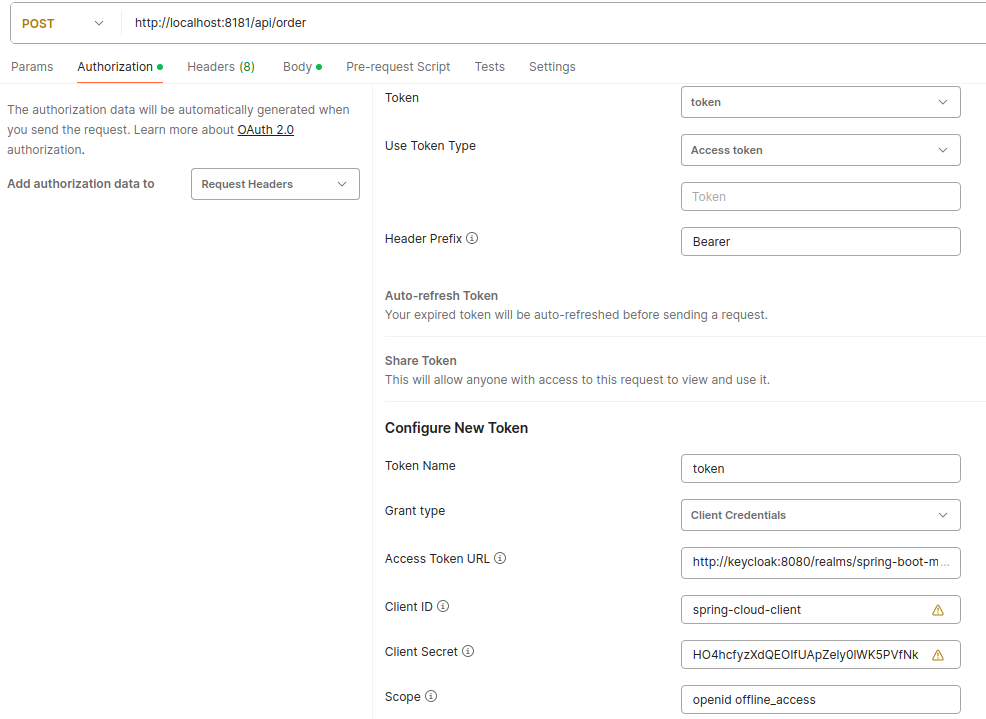 POST http://localhost:8181/api/order
Params Authorization Headers (8) Body Pre-request Script Tests Settings
The authorization data will be automatically generated when
you send the request. Learn more about OAuth 2.0
authorization.
Add authorization data to Request Headers
Token token
Use Token Type Access token
Token
Header Prefix Bearer
Auto-refresh Token
Your expired token will be auto-refreshed before sending a request.
Share Token
This will allow anyone with access to this request to view and use it.
Configure New Token
Token Name token
Grant type Client Credentials
Access Token URL http://keycloak:8080/realms/spring-boot-m...
Client ID spring-cloud-client
Client Secret HO4hcfyzXdQEOIfUApZely0lWK5PVfNk
Scope openid offline_access